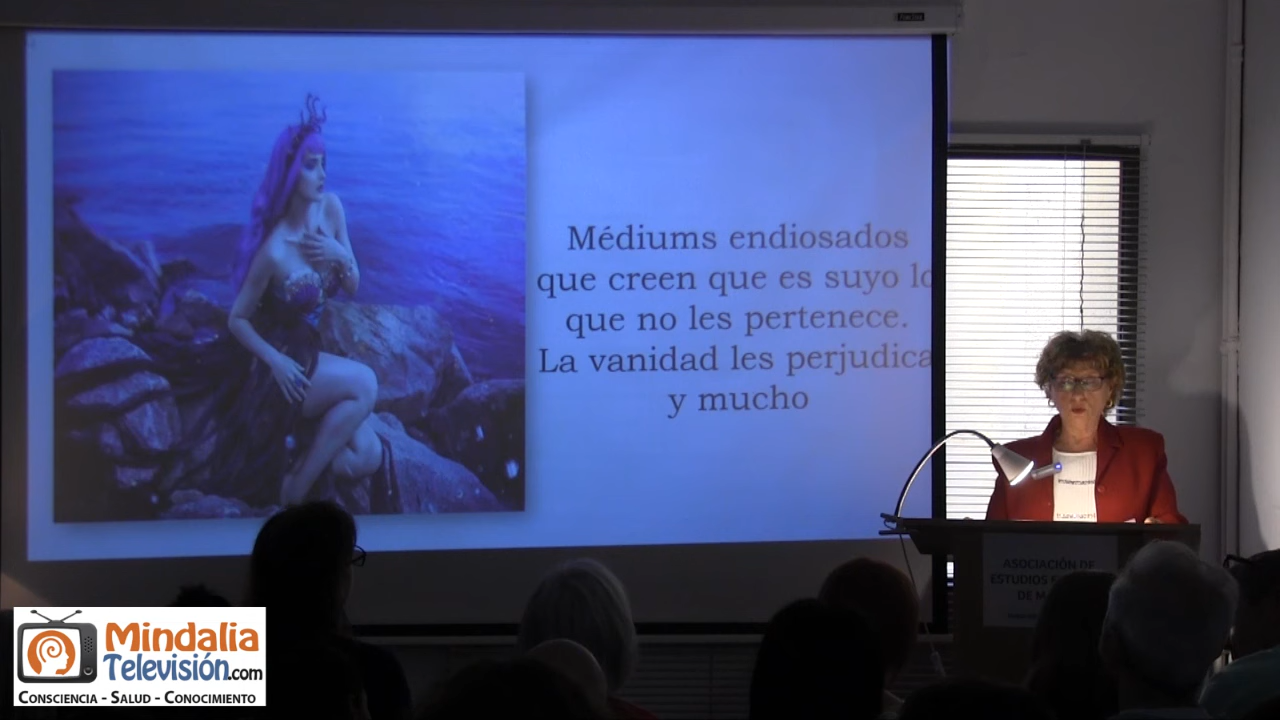 Médiums endiosados
que creen que es suyo lo
que no les pertenece.
La vanidad les perjudica
y mucho
ASOCIACIÓN DE
ESTUDIOS
DE
Mindalia
Televisión.com
CONSCIENCIA - SALUD - CONOCIMIENTO